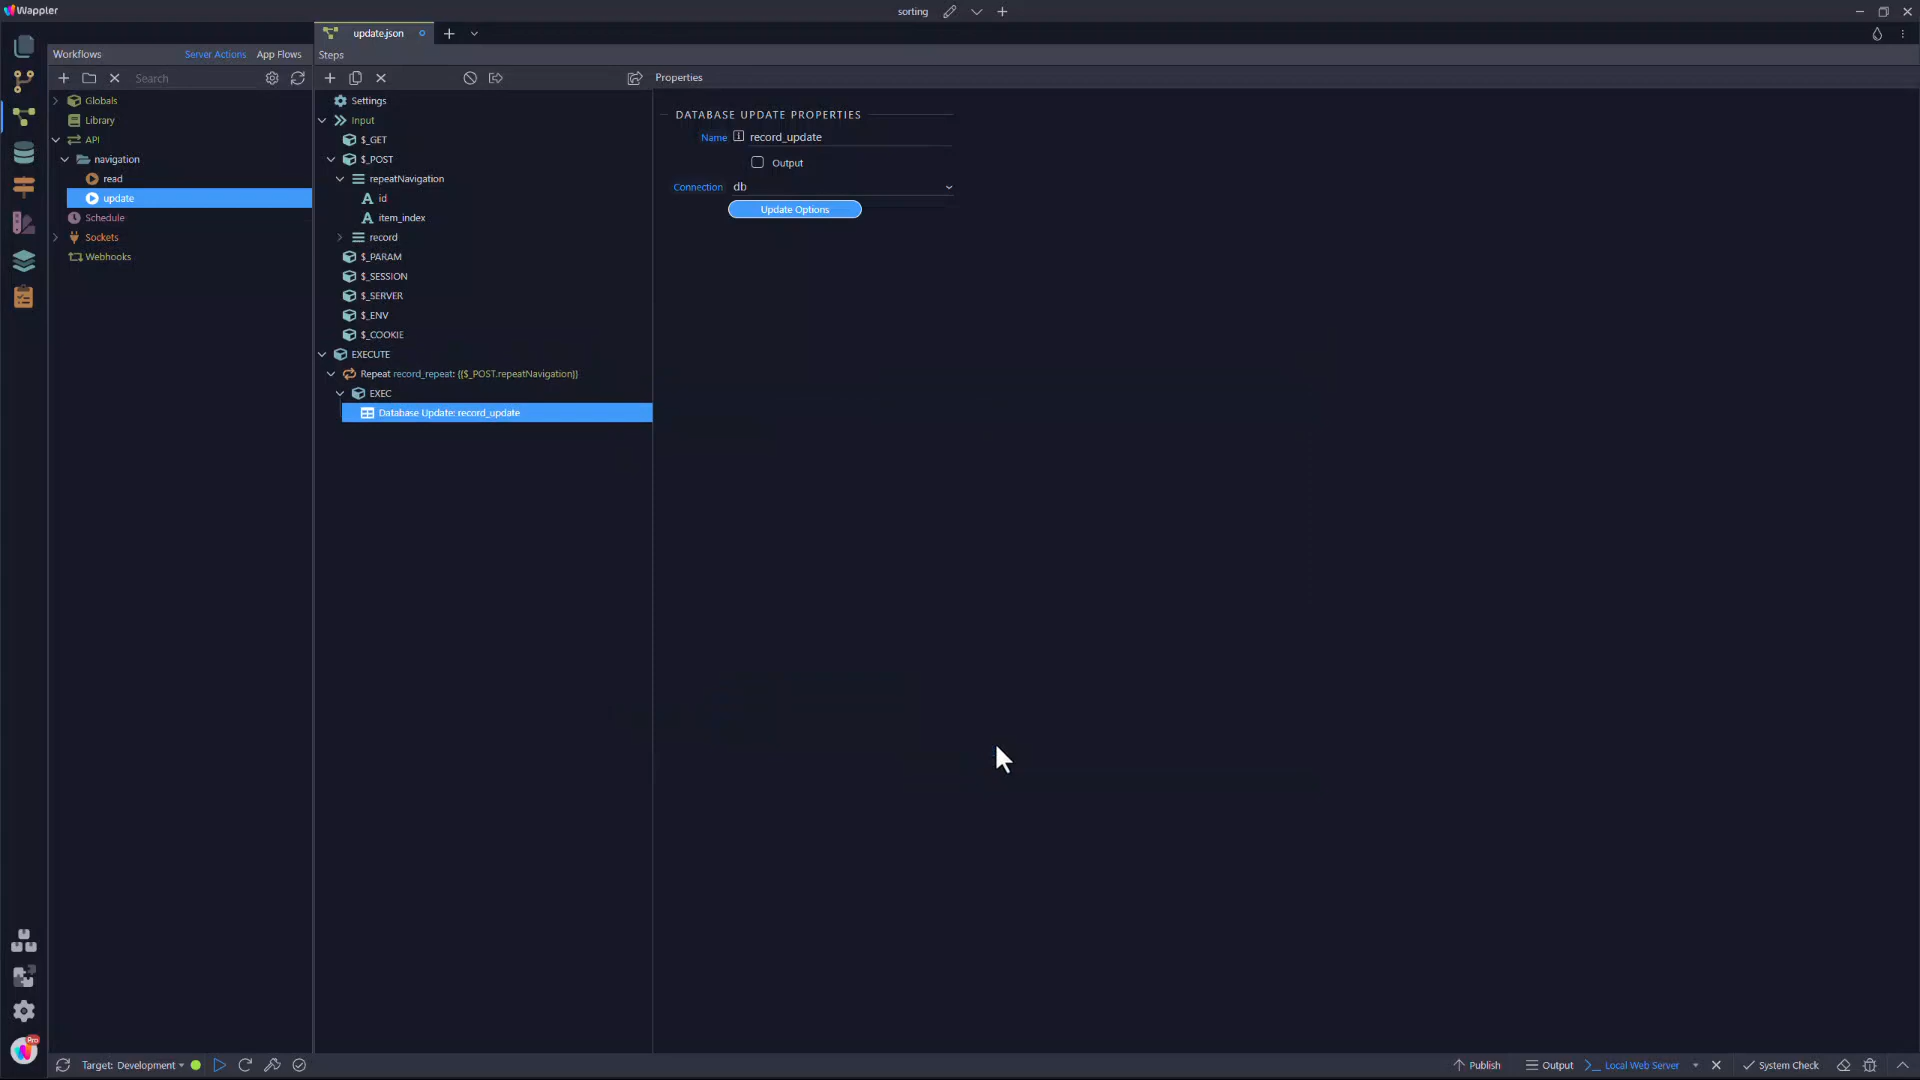 Wappler
sorting
update.json
Workflows
Server Actions
App Flows
Steps
Search
Properties
Globals
Library
API
navigation
read
update
Schedule
Sockets
Webhooks
Settings
Input
$_GET
$_POST
repeatNavigation
id
item_index
record
$_PARAM
$_SESSION
$_SERVER
$_ENV
$_COOKIE
EXECUTE
Repeat record_repeat: {{$_POST.repeatNavigation}}
EXEC
Database Update: record_update
DATABASE UPDATE PROPERTIES
Name record_update
Output
Connection db
Update Options
Pro
Target: Development
Publish
Output
Local Web Server
System Check